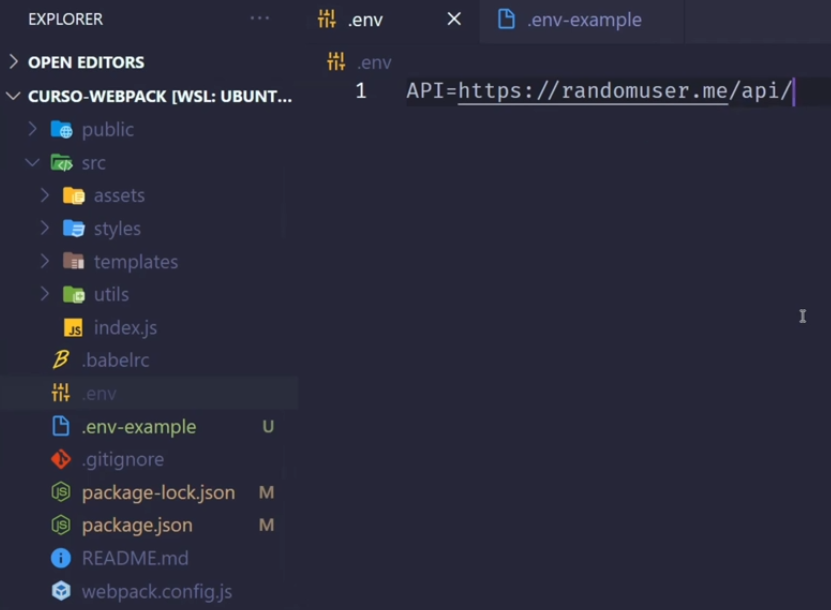 EXPLORER ...
OPEN EDITORS
CURSO-WEBPACK [WSL: UBUNT...
public
src
assets
styles
templates
utils
JS index.js
.babelrc
.env
.env-example U
.gitignore
package-lock.json M
package.json M
README.md
webpack.config.js
.env .env-example
.env
1 API=https://randomuser.me/api/